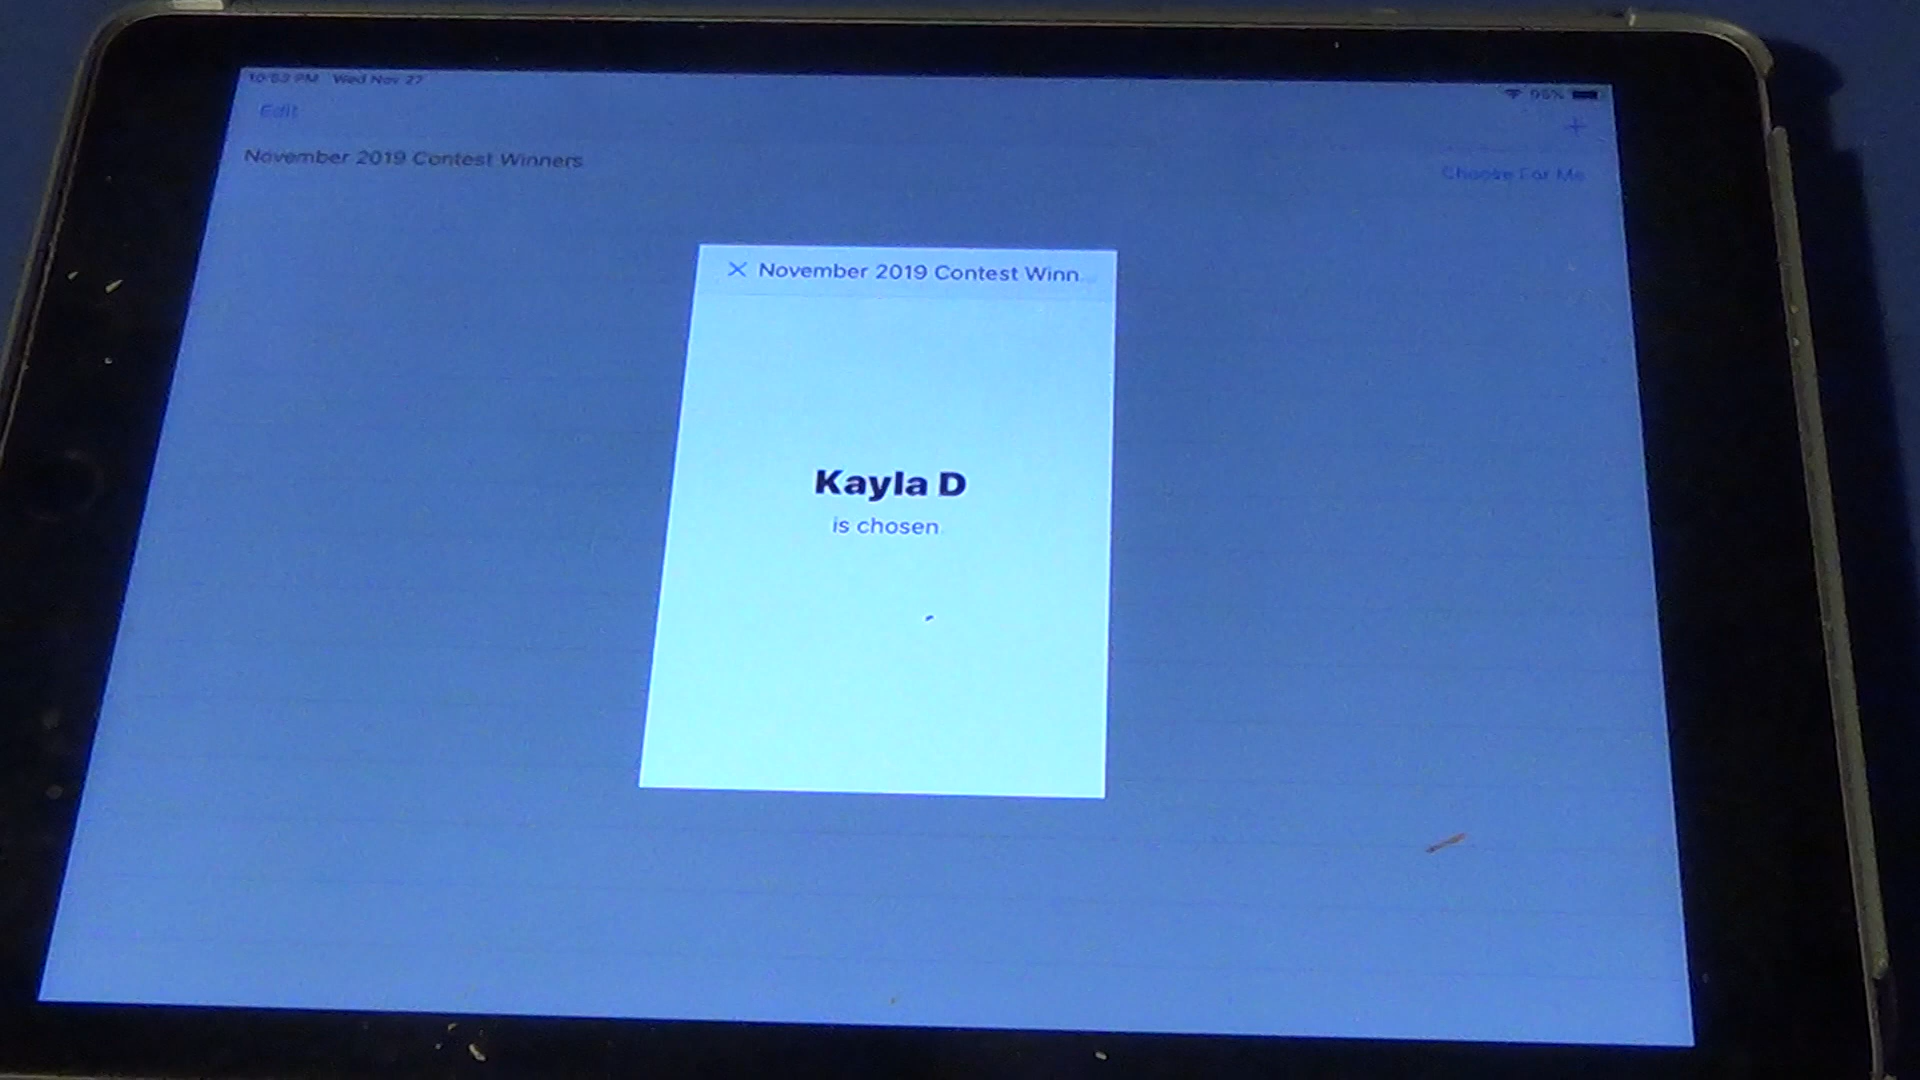 10:53 PM Wed Nov 27
96%
Edit
+
November 2019 Contest Winners
Choose For Me
November 2019 Contest Winn...
Kayla D
is chosen